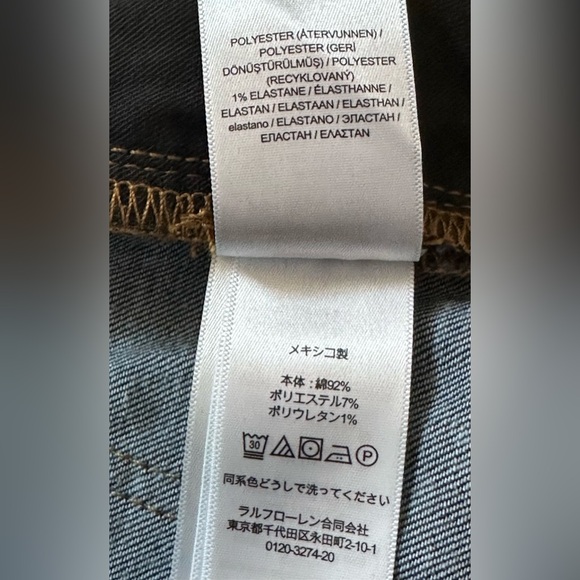 POLYESTER (ÅTERVUNNEN) /
POLYESTER (GERİ
DÖNÜŞTÜRÜLMÜŞ) / POLYESTER
(RECYKLOVANÝ)
1% ELASTANE / ÉLASTHANNE /
ELASTAN / ELASTAAN / ELASTHAN /
elastano / ELASTANO / ЭЛАСТАН /
ЕЛАСТАН / ΕΛΑΣΤΑΝ
メキシコ製
本体 : 綿92%
ポリエステル7%
ポリウレタン1%
30 P
同系色どうしで洗ってください
ラルフローレン合同会社
東京都千代田区永田町2-10-1
0120-3274-20